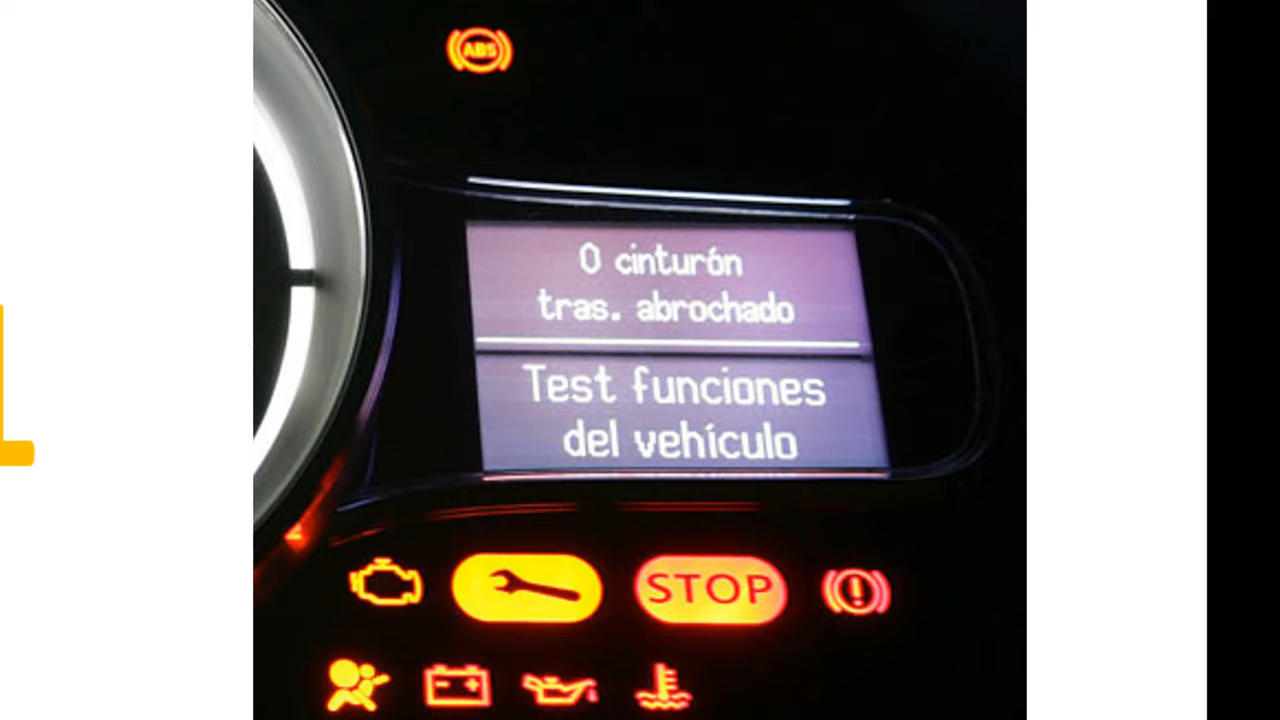 ABS
0 cinturón
tras. abrochado
Test funciones
del vehículo
STOP